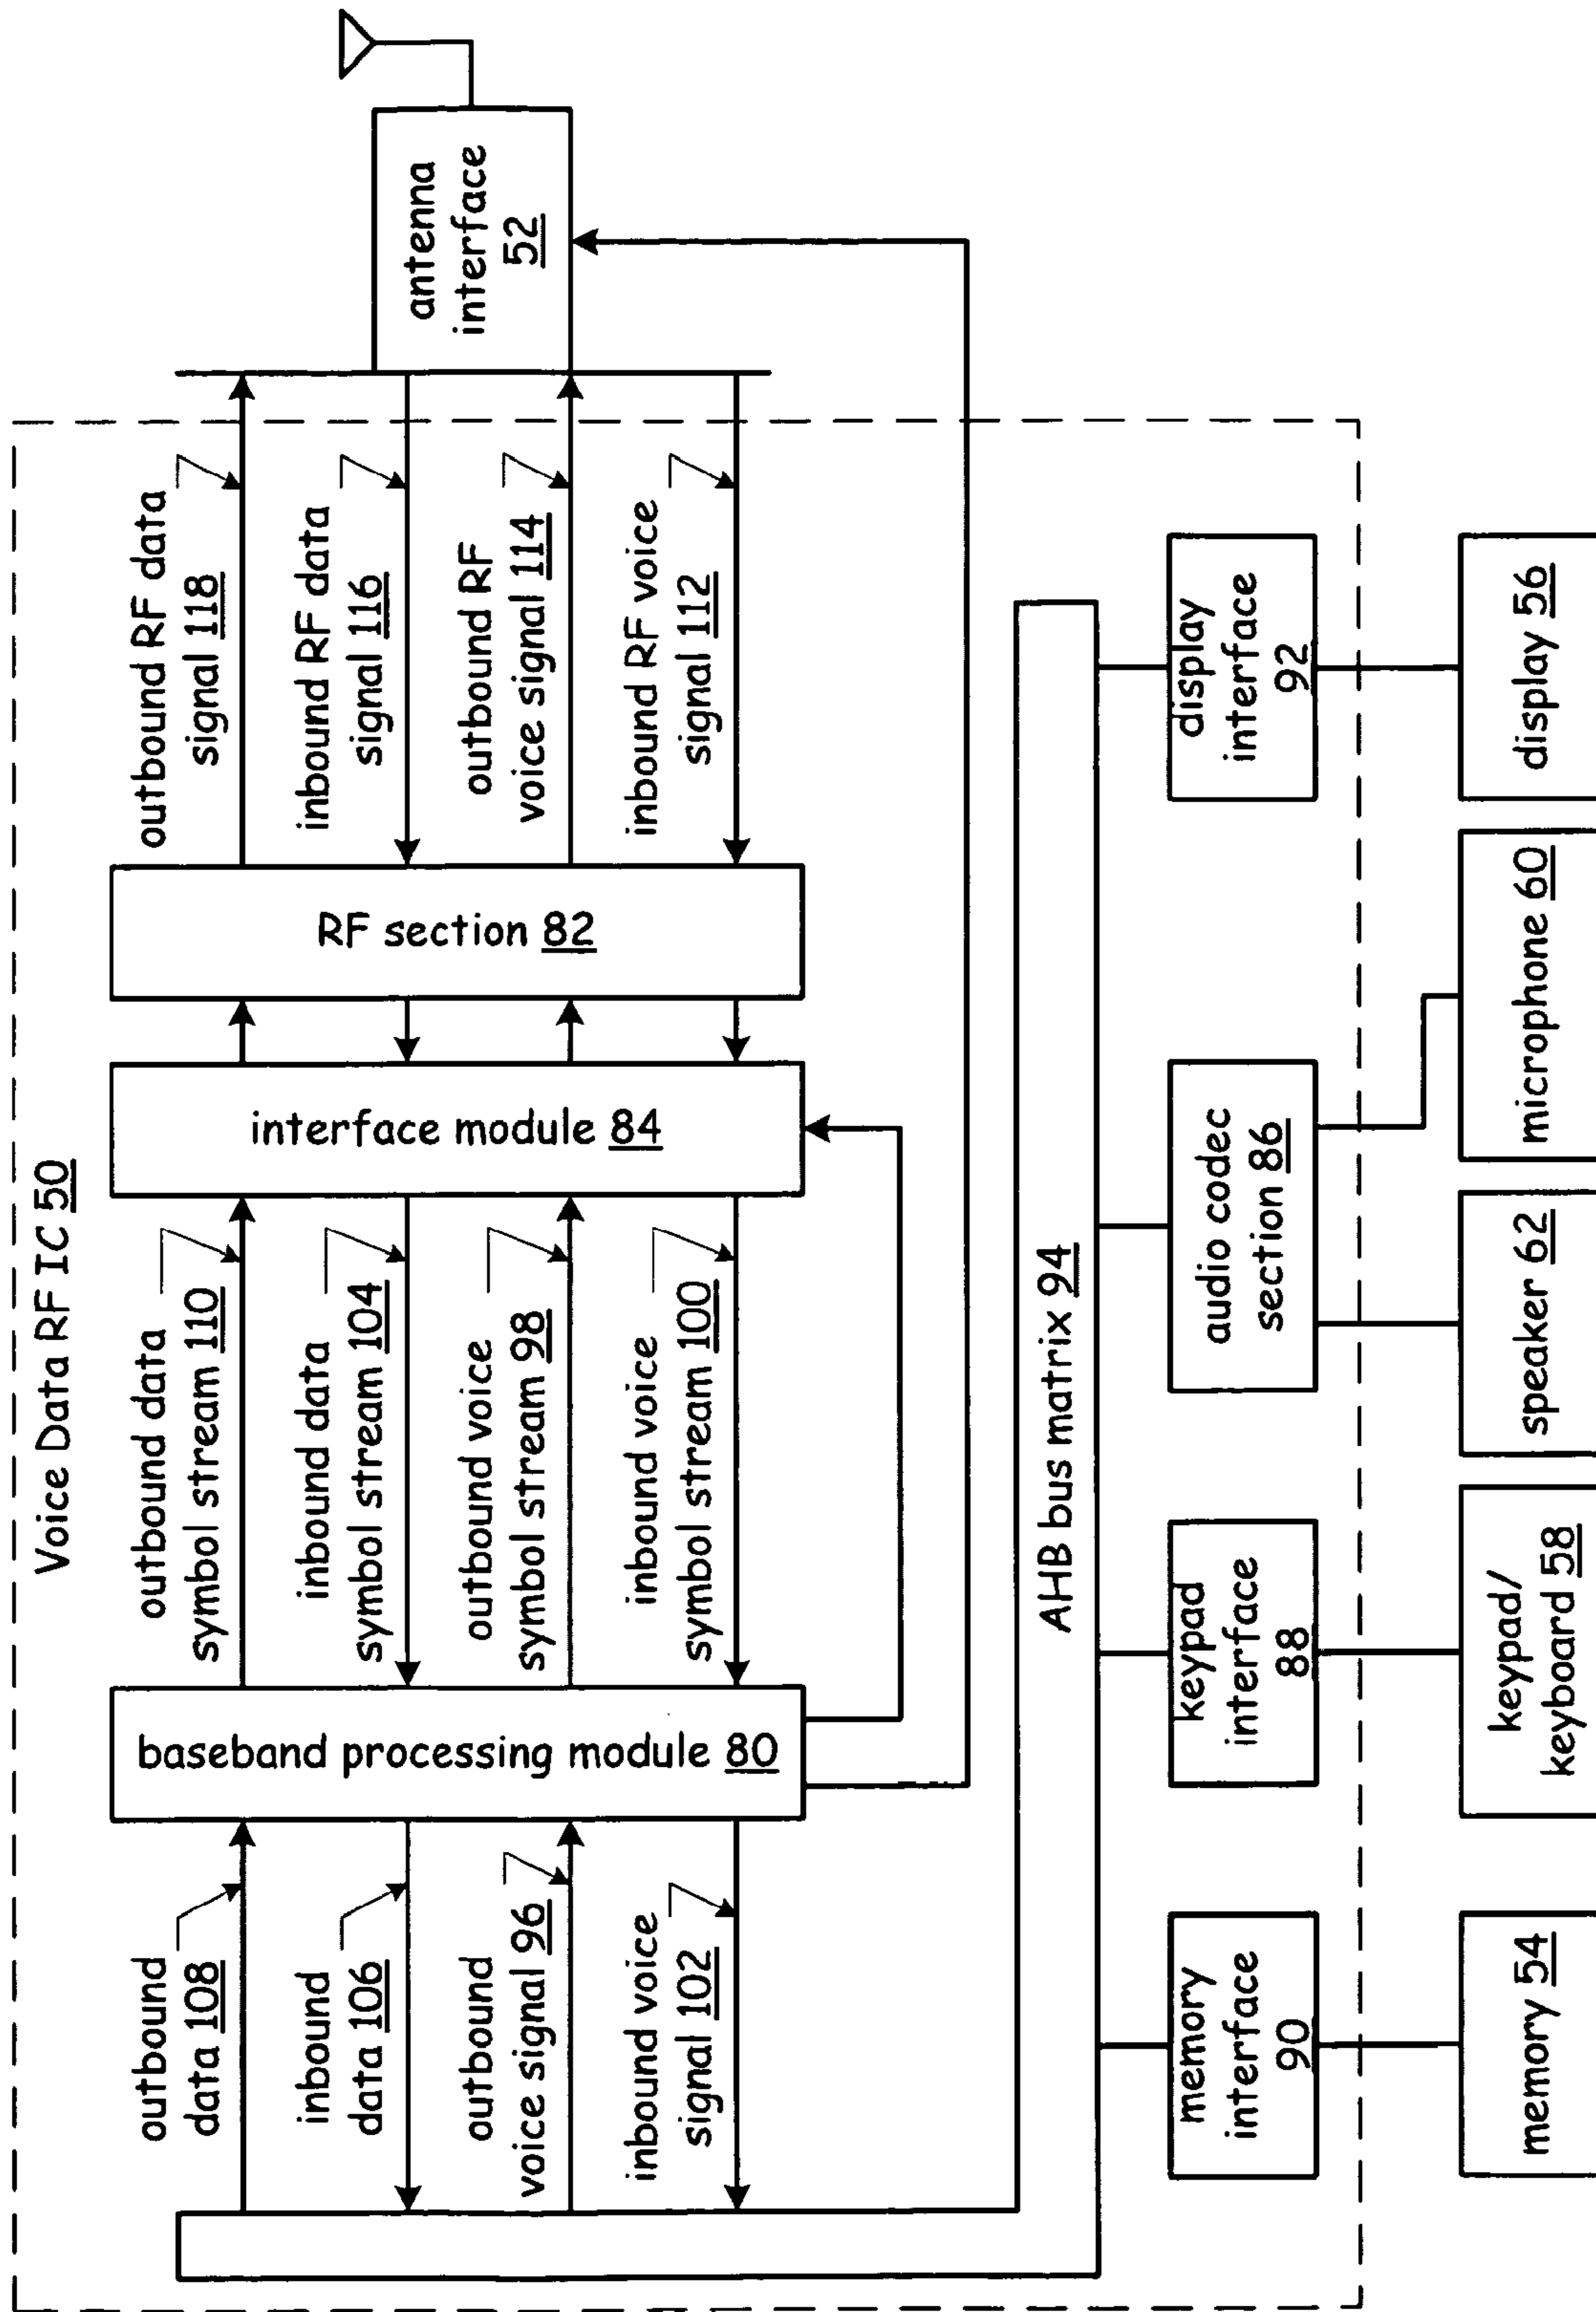 Voice Data RF IC 50
outbound
data 108
inbound
data 106
outbound
voice signal 96
inbound voice
signal 102
baseband processing module 80
outbound data
symbol stream 110
inbound data
symbol stream 104
outbound voice
symbol stream 98
inbound voice
symbol stream 100
interface module 84
RF section 82
outbound RF data
signal 118
inbound RF data
signal 116
outbound RF
voice signal 114
inbound RF voice
signal 112
antenna
interface
52
AHB bus matrix 94
memory
interface
90
keypad
interface
88
audio codec
section 86
display
interface
92
memory 54
keypad/
keyboard 58
speaker 62
microphone 60
display 56